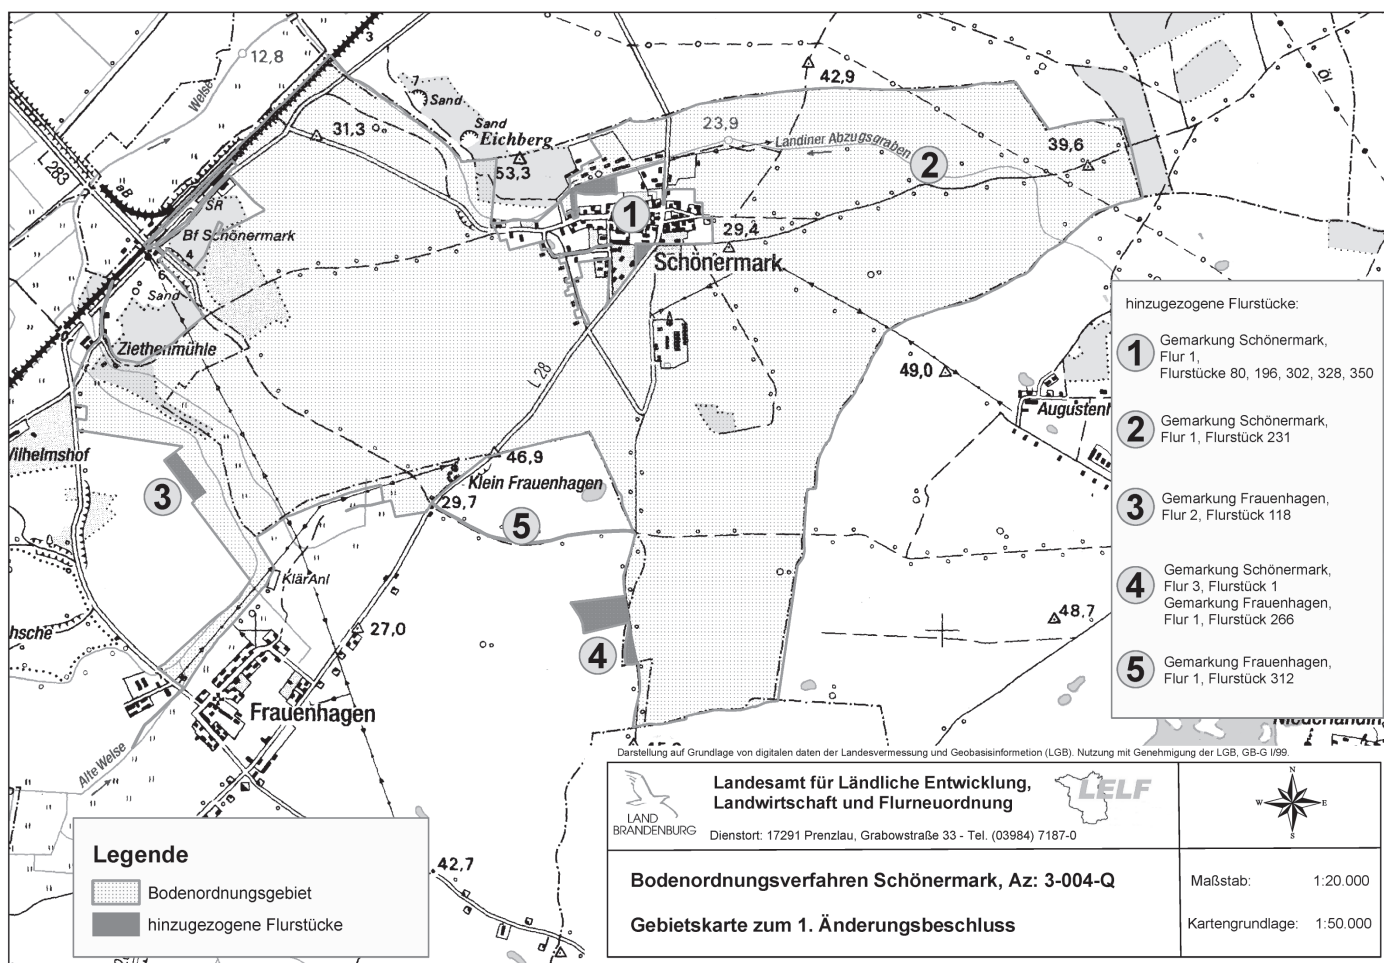 3
12,8
Welse
7
Sand
42,9
Öl
L 283
31,3
Sand
Eichberg
53,3
23,9
Landiner Abzugsgraben
39,6
2
SR
1
Bf Schönermark
4
6
29,4
Schönermark
Sand
Ziethenmühle
L 28
49,0
Augustenh
Wilhelmshof
46,9
Klein Frauenhagen
3
29,7
5
KlärAnl
27,0
48,7
4
Frauenhagen
Alte Welse
42,7
hinzugezogene Flurstücke:
1
Gemarkung Schönermark,
Flur 1,
Flurstücke 80, 196, 302, 328, 350
2
Gemarkung Schönermark,
Flur 1, Flurstück 231
3
Gemarkung Frauenhagen,
Flur 2, Flurstück 118
4
Gemarkung Schönermark,
Flur 3, Flurstück 1
Gemarkung Frauenhagen,
Flur 1, Flurstück 266
5
Gemarkung Frauenhagen,
Flur 1, Flurstück 312
Darstellung auf Grundlage von digitalen daten der Landesvermessung und Geobasisinformetion (LGB). Nutzung mit Genehmigung der LGB, GB-G I/99.
Legende
Bodenordnungsgebiet
hinzugezogene Flurstücke
LAND
BRANDENBURG
Landesamt für Ländliche Entwicklung,
Landwirtschaft und Flurneuordnung
LELF
Dienstort: 17291 Prenzlau, Grabowstraße 33 - Tel. (03984) 7187-0
N
W E
S
Bodenordnungsverfahren Schönermark, Az: 3-004-Q
Gebietskarte zum 1. Änderungsbeschluss
Maßstab: 1:20.000
Kartengrundlage: 1:50.000